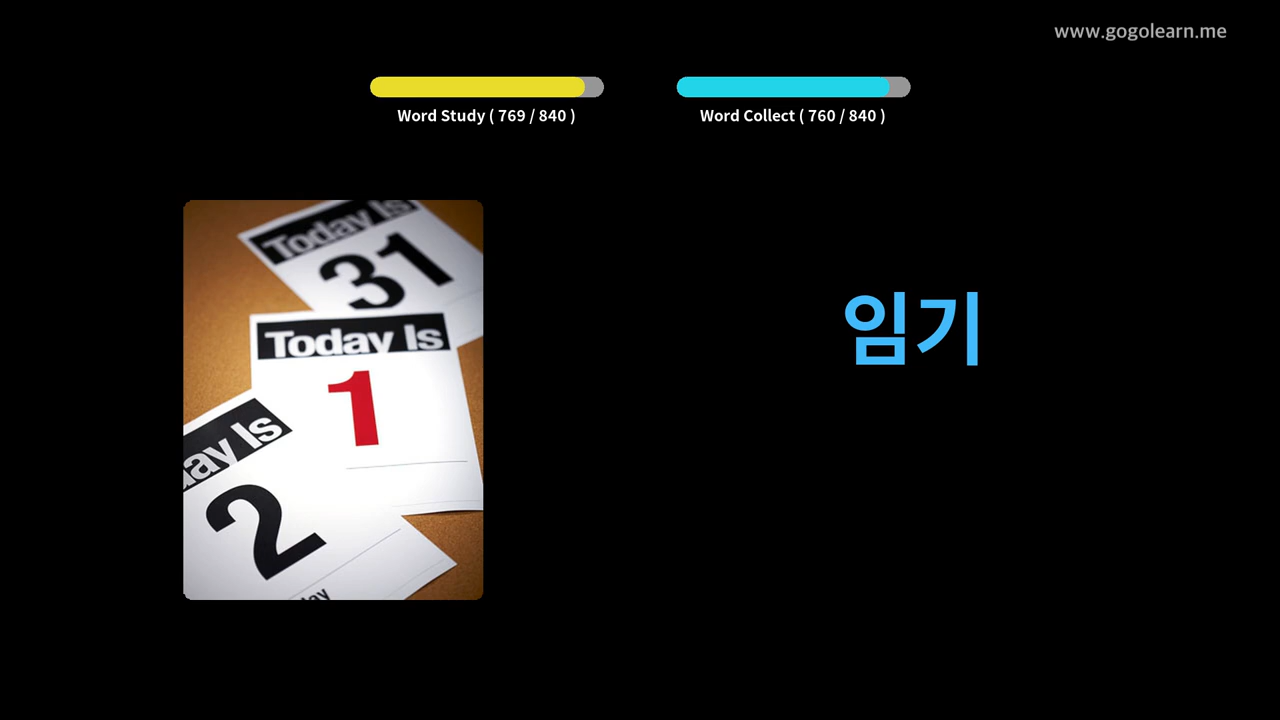 www.gogolearn.me
Word Study ( 769 / 840 )
Word Collect ( 760 / 840 )
Today Is
31
Today Is
1
ay Is
2
임기